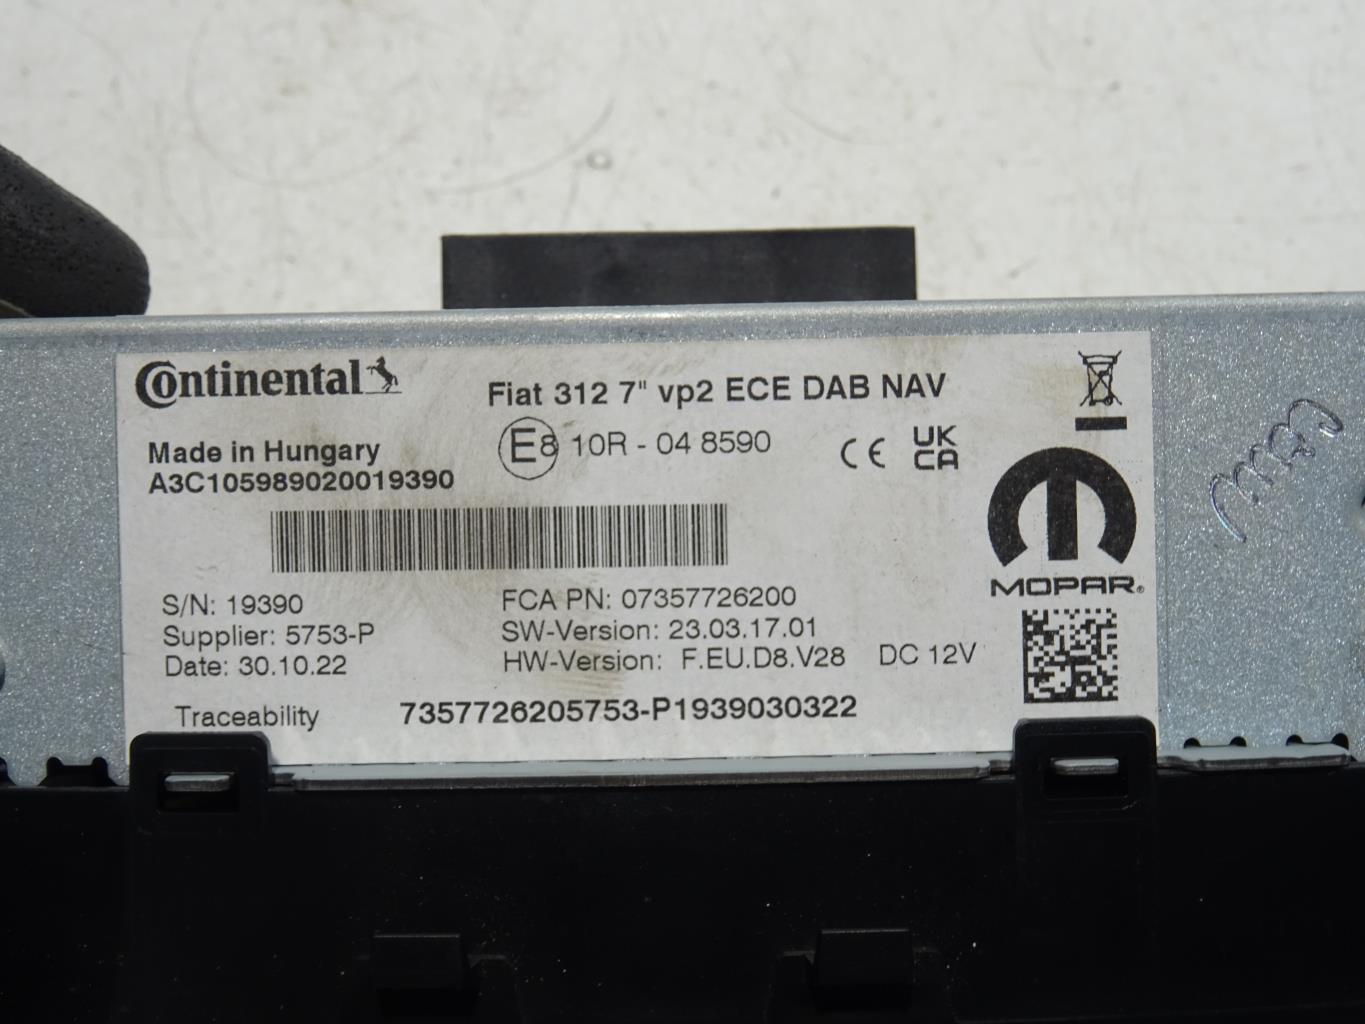 Continental
Fiat 312 7" vp2 ECE DAB NAV
Made in Hungary
E8 10R - 04 8590
CE
UK
CA
A3C105989020019390
MOPAR®
S/N: 19390
FCA PN: 07357726200
Supplier: 5753-P
SW-Version: 23.03.17.01
Date: 30.10.22
HW-Version: F.EU.D8.V28 DC 12V
Traceability 7357726205753-P1939030322